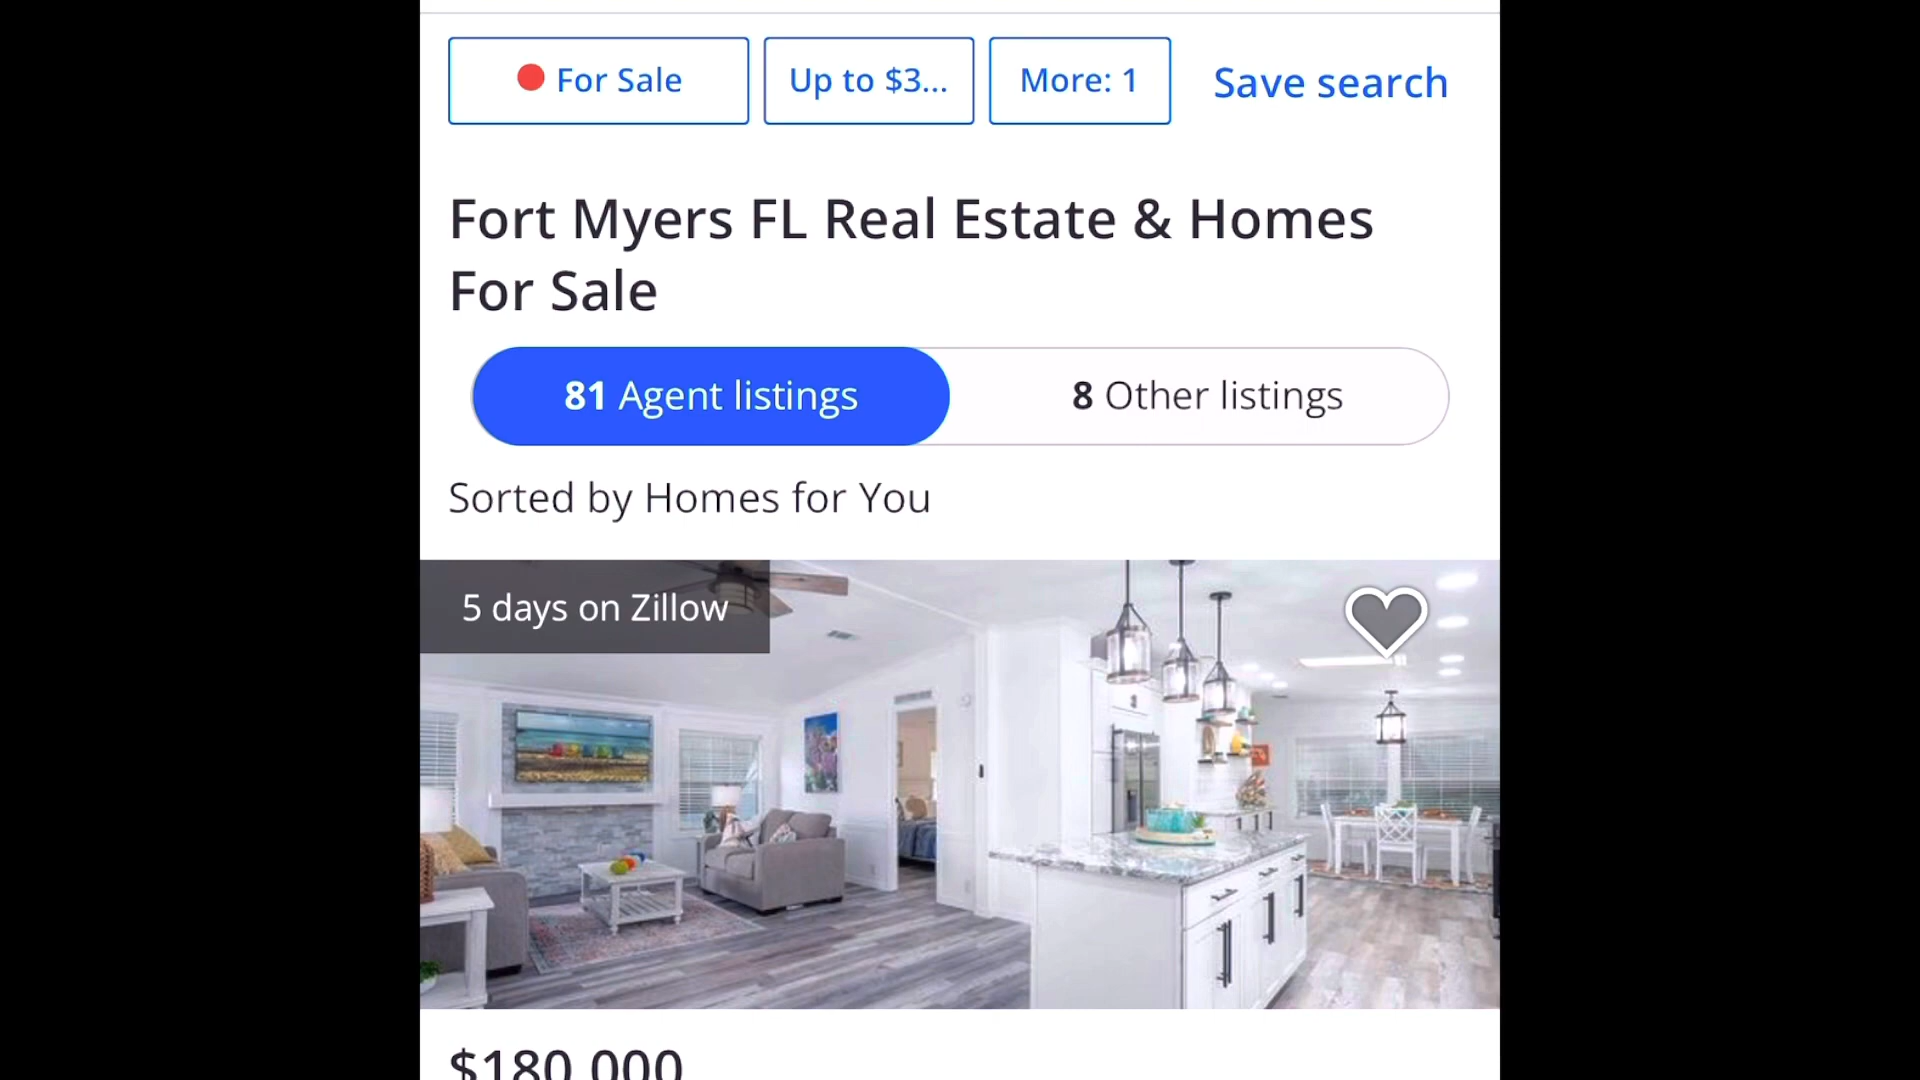 For Sale
Up to $3...
More: 1
Save search
Fort Myers FL Real Estate & Homes
For Sale
81 Agent listings
8 Other listings
Sorted by Homes for You
5 days on Zillow
$180,000